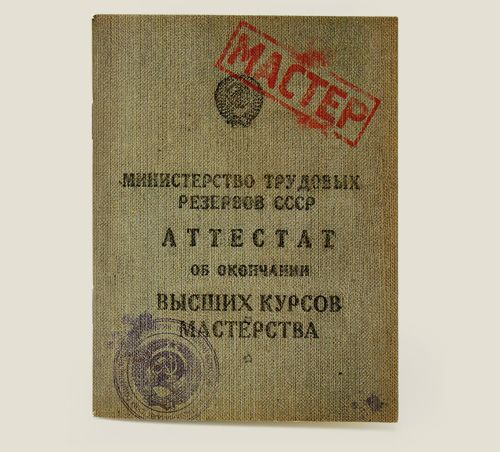 МАСТЕР
МИНИСТЕРСТВО ТРУДОВЫХ
РЕЗЕРВОВ СССР
АТТЕСТАТ
ОБ ОКОНЧАНИИ
ВЫСШИХ КУРСОВ
МАСТЕРСТВА